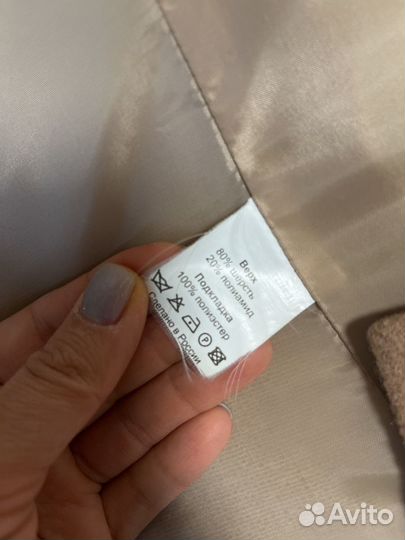 Верх
80% шерсть
20% полиамид
Подкладка
100% полиэстер
P
Сделано в России
Avito